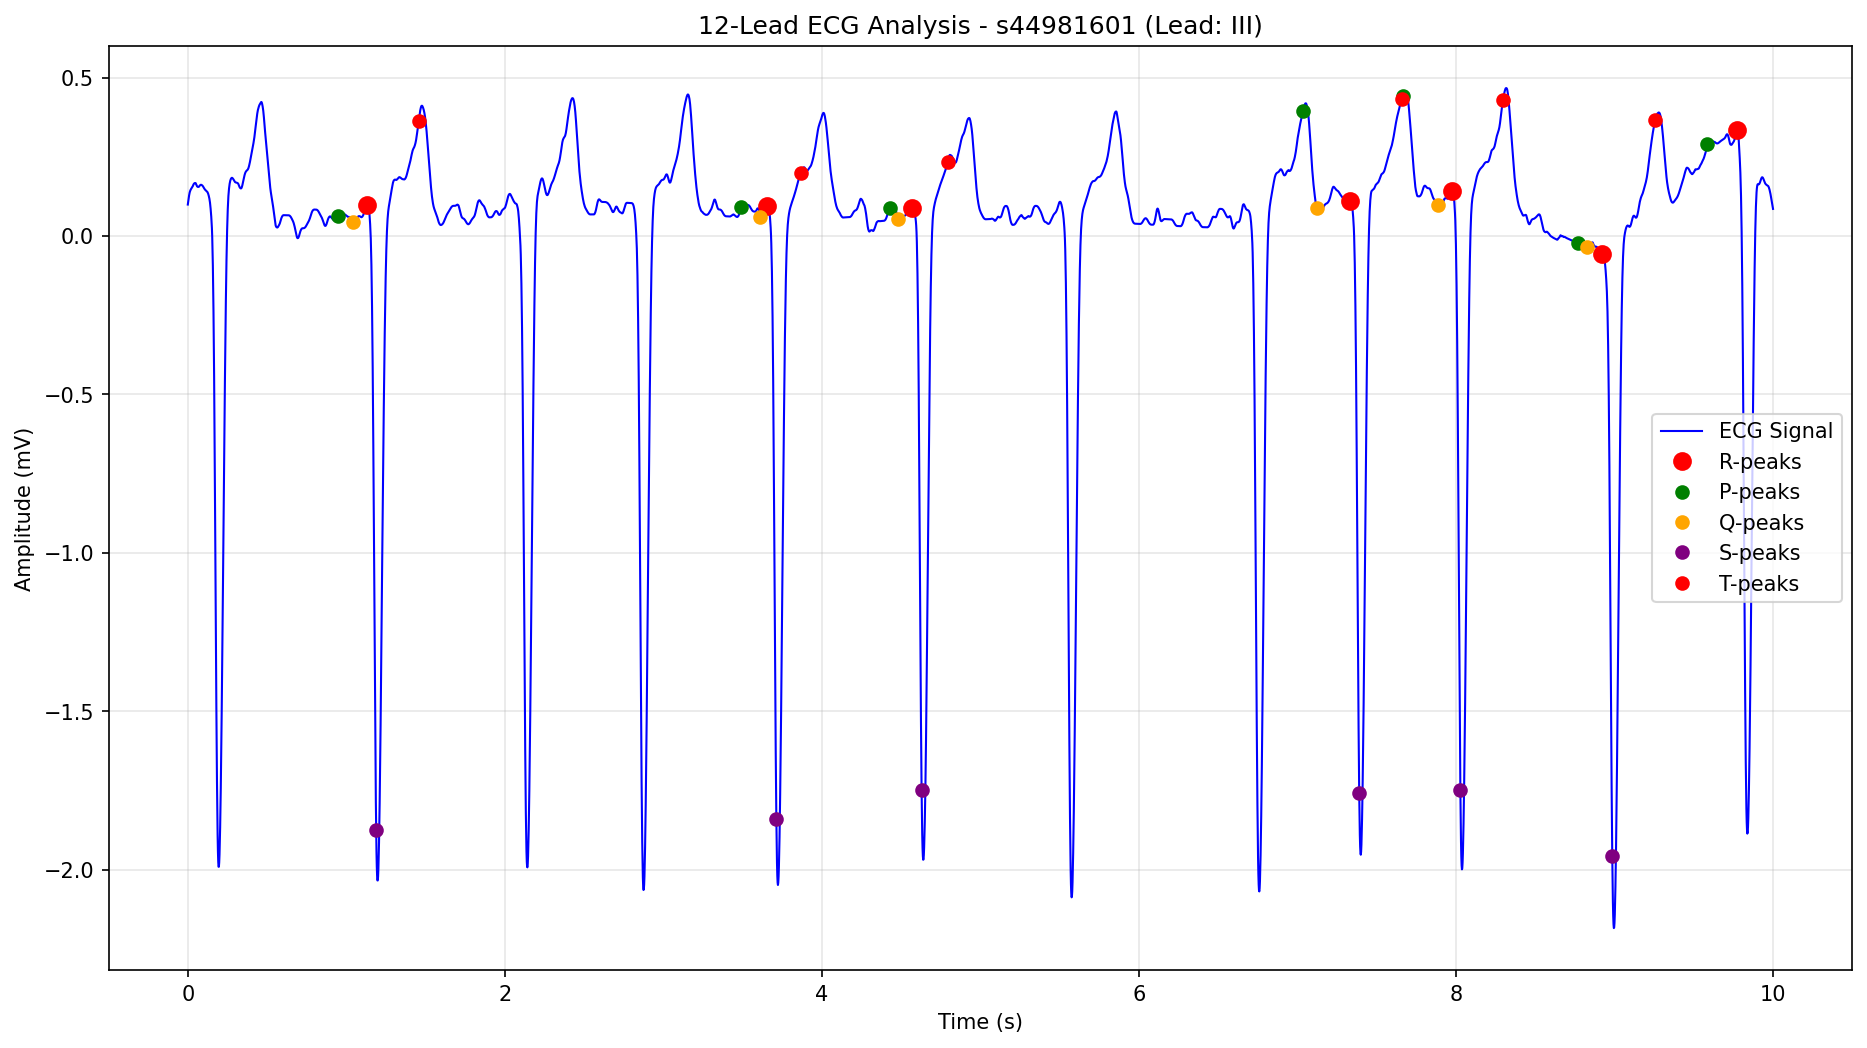 12-Lead ECG Analysis - s44981601 (Lead: III)
Amplitude (mV)
0.5
0.0
−0.5
−1.0
−1.5
−2.0
ECG Signal
R-peaks
P-peaks
Q-peaks
S-peaks
T-peaks
0 2 4 6 8 10
Time (s)